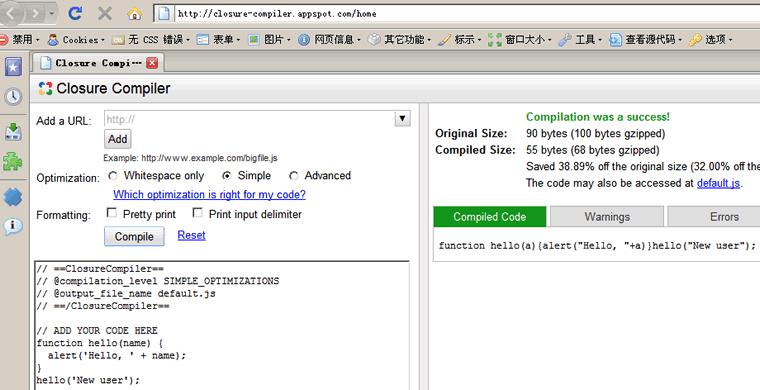 http://closure-compiler.appspot.com/home
禁用 Cookies 无 CSS 错误 表单 图片 网页信息 其它功能 标示 窗口大小 工具 查看源代码 选项
Closure Compi…
Closure Compiler
Add a URL: http://
Add
Example: http://www.example.com/bigfile.js
Optimization: Whitespace only Simple Advanced
Which optimization is right for my code?
Formatting: Pretty print Print input delimiter
Compile Reset
// ==ClosureCompiler==
// @compilation_level SIMPLE_OPTIMIZATIONS
// @output_file_name default.js
// ==/ClosureCompiler==
// ADD YOUR CODE HERE
function hello(name) {
alert('Hello, ' + name);
}
hello('New user');
Compilation was a success!
Original Size: 90 bytes (100 bytes gzipped)
Compiled Size: 55 bytes (68 bytes gzipped)
Saved 38.89% off the original size (32.00% off the
The code may also be accessed at default.js.
Compiled Code Warnings Errors
function hello(a){alert("Hello, "+a)}hello("New user");